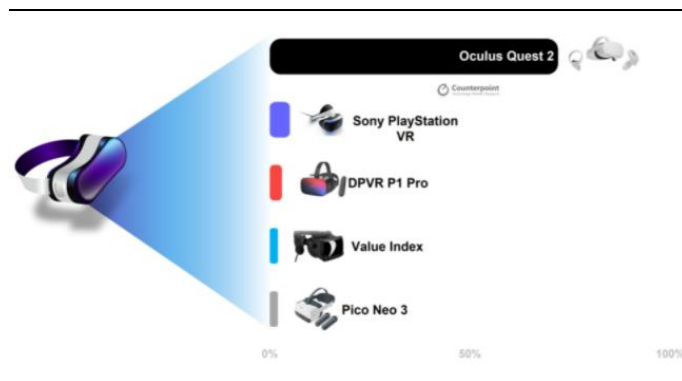 Oculus Quest 2
Counterpoint
Sony PlayStation
VR
DPVR P1 Pro
Value Index
Pico Neo 3
0%
50%
100%